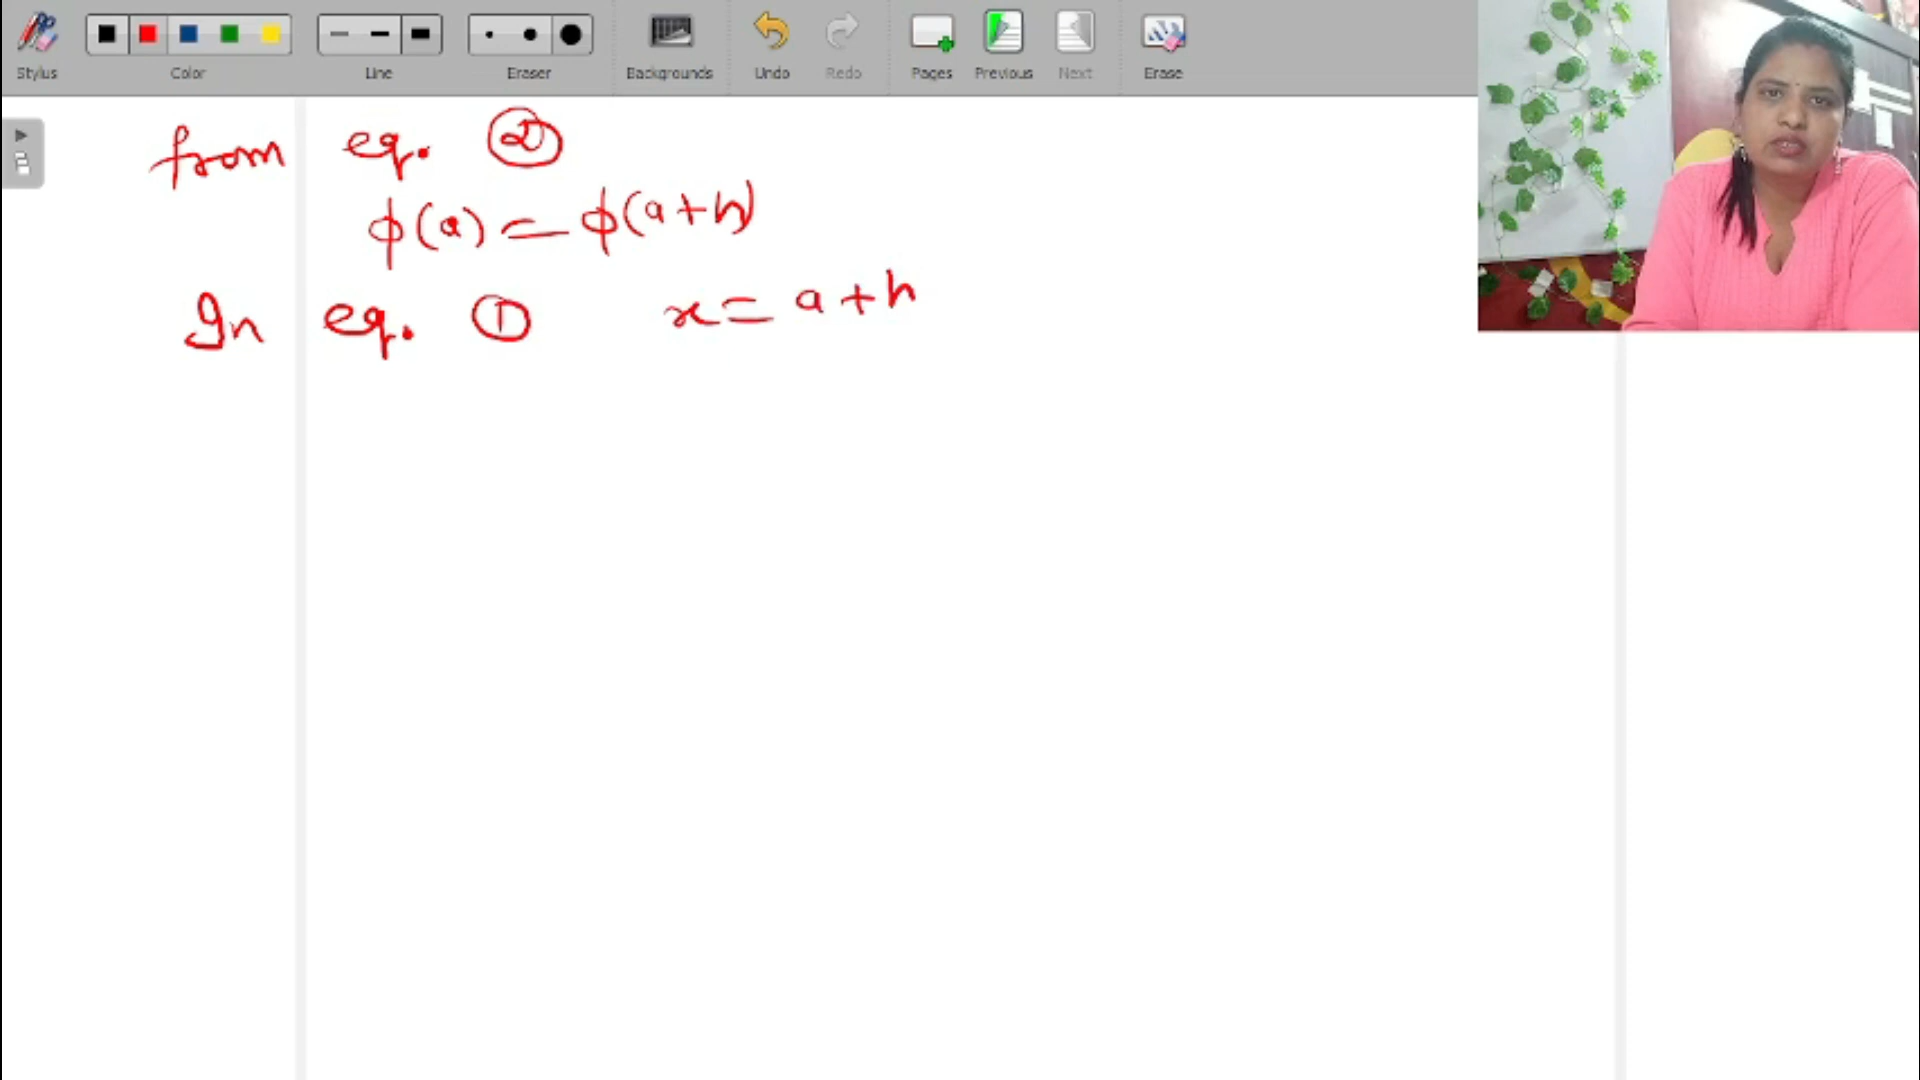 Stylus Color Line Eraser Backgrounds Undo Redo Pages Previous Next Erase
from eq. ②
ϕ(a) = ϕ(a+h)
In eq. ① x = a+h